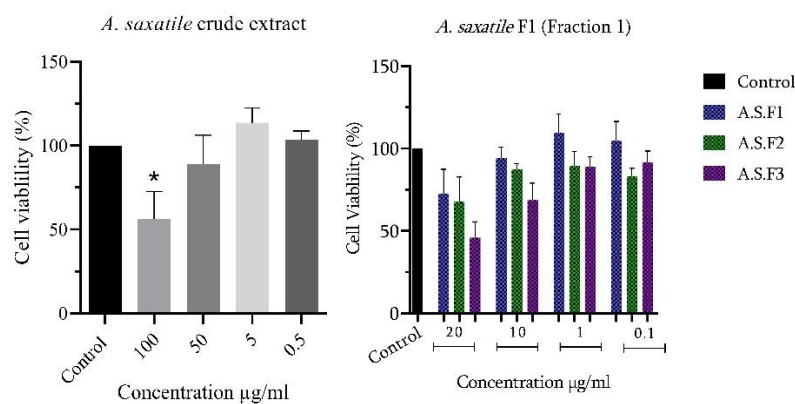 A. saxatile crude extract
150
100
50
0
Cell viablility (%)
*
Control
100
50
5
0.5
Concentration µg/ml
A. saxatile F1 (Fraction 1)
150
100
50
0
Cell Viablility (%)
Control
20
10
1
0.1
Concentration µg/ml
Control
A.S.F1
A.S.F2
A.S.F3